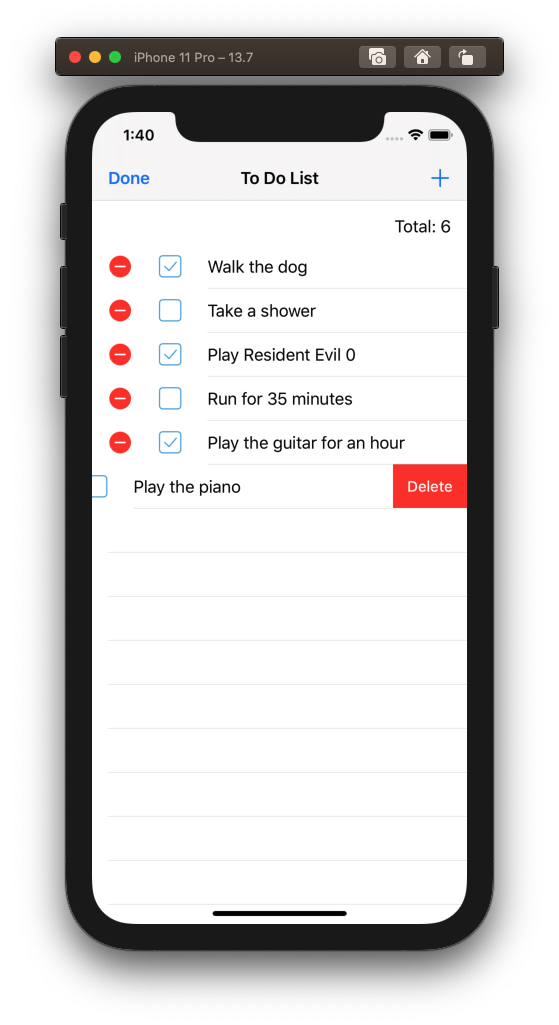 iPhone 11 Pro – 13.7
1:40
Done To Do List +
Total: 6
Walk the dog
Take a shower
Play Resident Evil 0
Run for 35 minutes
Play the guitar for an hour
Play the piano Delete